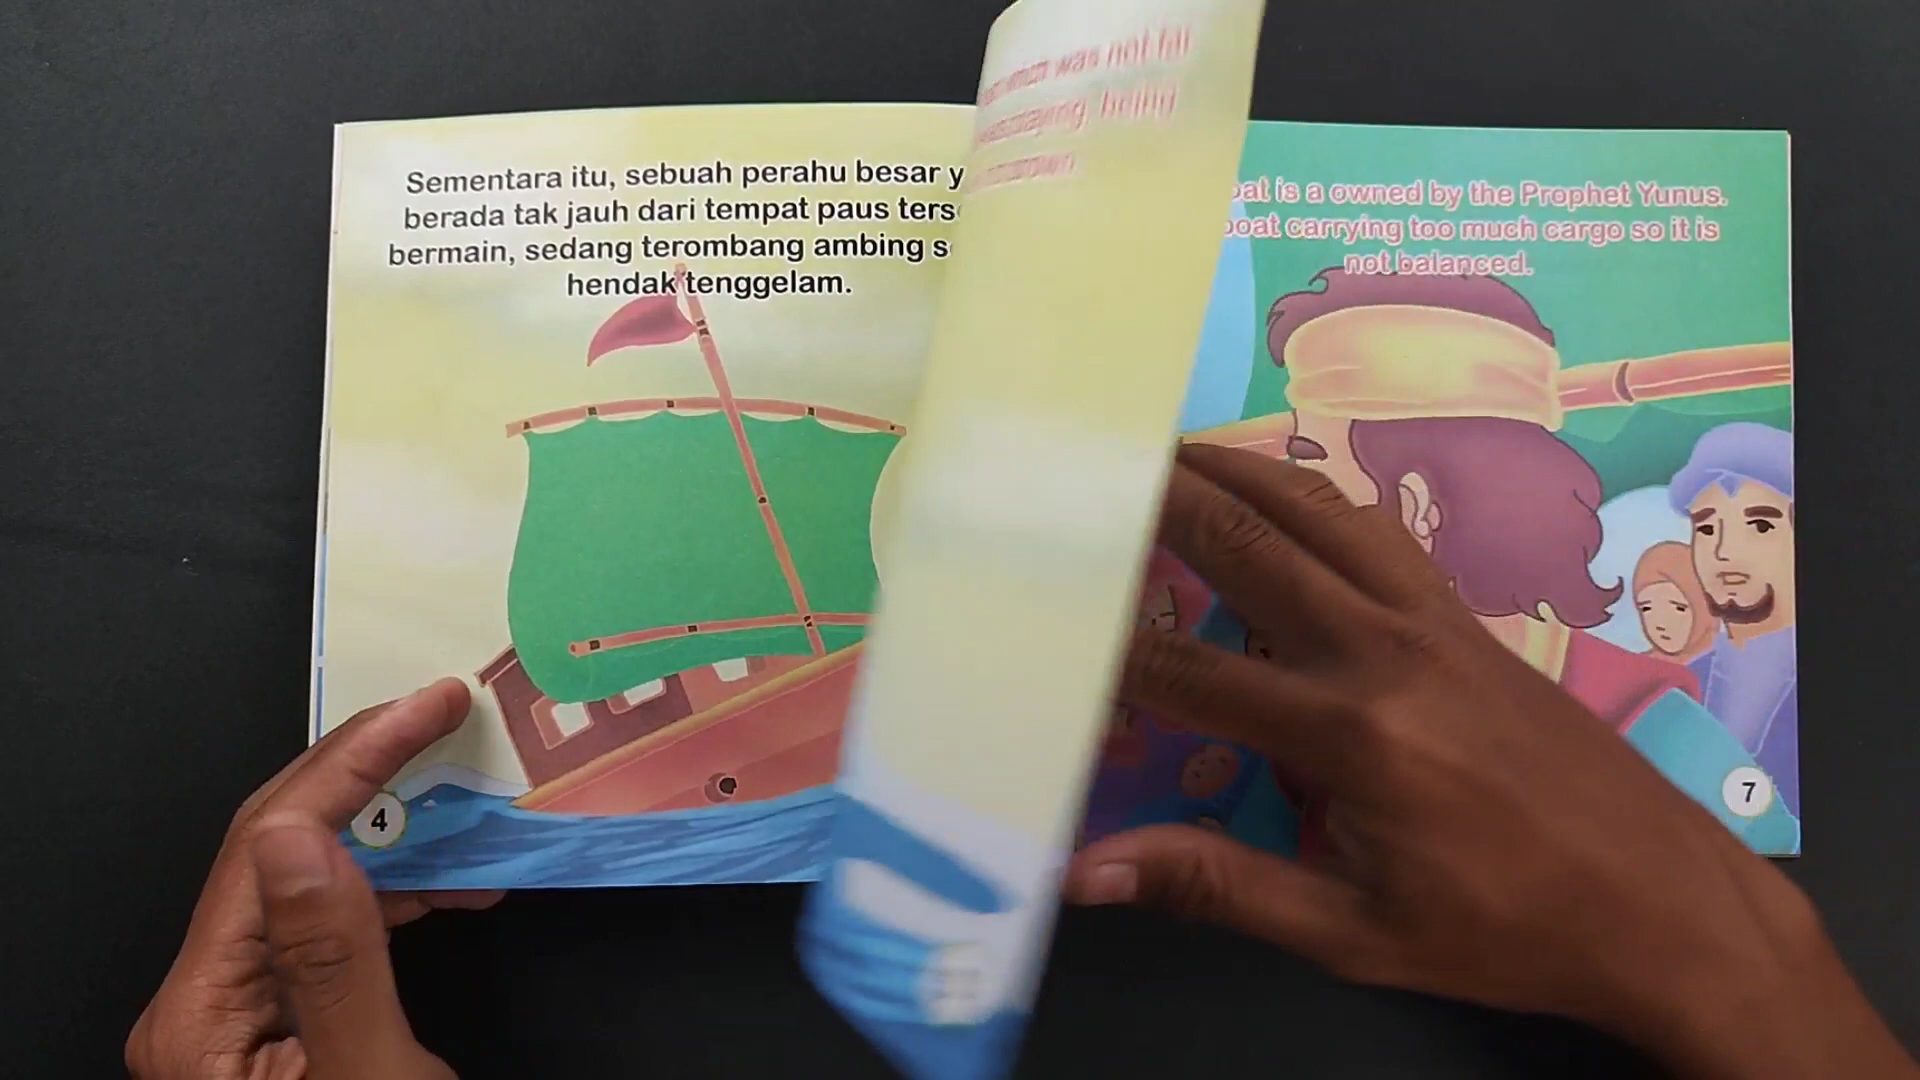 Sementara itu, sebuah perahu besar
berada tak jauh dari tempat paus
bermain, sedang terombang ambing
hendak tenggelam.
4
was not far
being
is a owned by the Prophet Yunus.
boat carrying too much cargo so it is
not balanced.
7